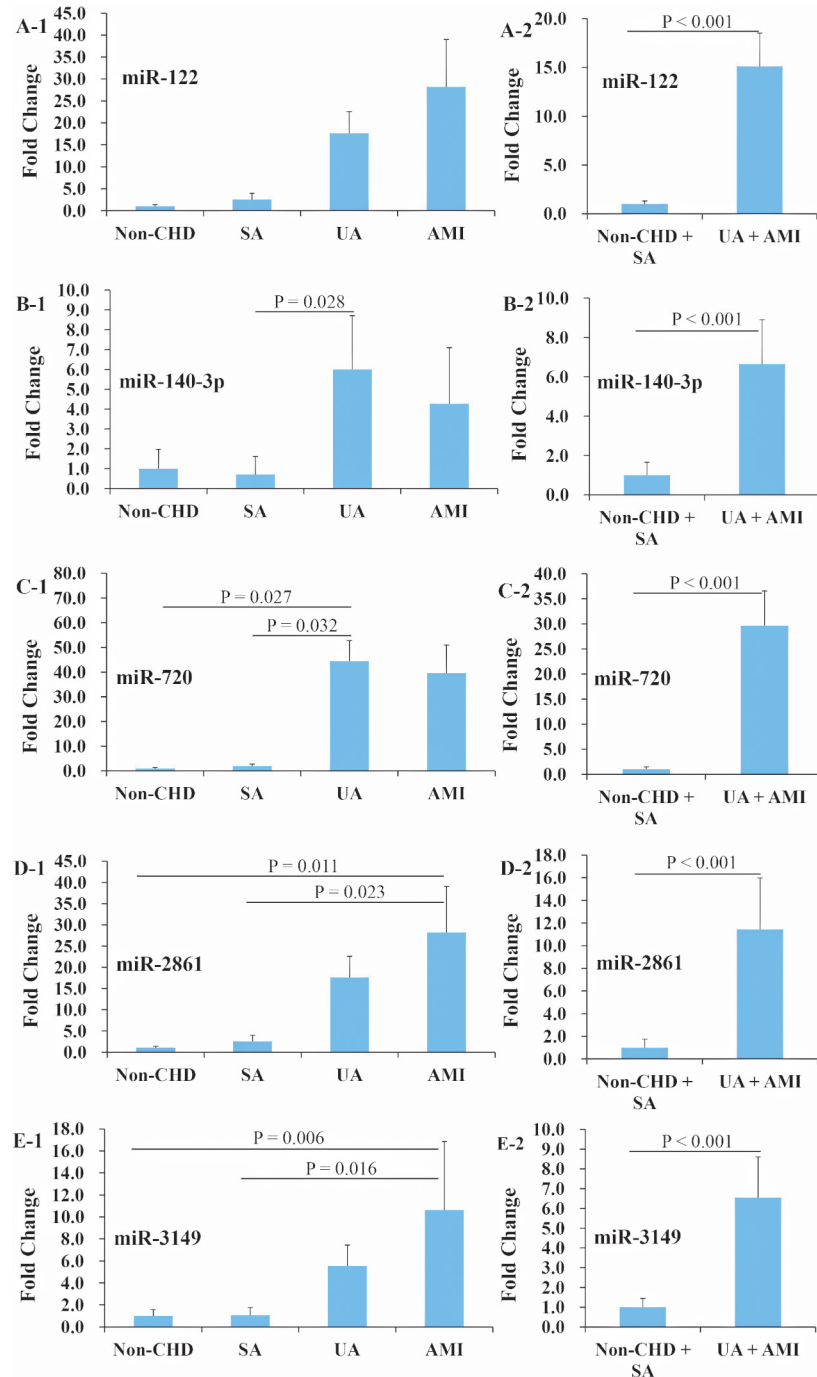 A-1
miR-122
Fold Change
45.0
40.0
35.0
30.0
25.0
20.0
15.0
10.0
5.0
0.0
Non-CHD SA UA AMI
A-2
P < 0.001
miR-122
Fold Change
20.0
15.0
10.0
5.0
0.0
Non-CHD + SA
UA + AMI
B-1
P = 0.028
miR-140-3p
Fold Change
10.0
9.0
8.0
7.0
6.0
5.0
4.0
3.0
2.0
1.0
0.0
Non-CHD SA UA AMI
B-2
P < 0.001
miR-140-3p
Fold Change
10.0
8.0
6.0
4.0
2.0
0.0
Non-CHD +
SA
UA + AMI
C-1
P = 0.027
P = 0.032
miR-720
Fold Change
80.0
70.0
60.0
50.0
40.0
30.0
20.0
10.0
0.0
Non-CHD SA UA AMI
C-2
P < 0.001
miR-720
Fold Change
40.0
35.0
30.0
25.0
20.0
15.0
10.0
5.0
0.0
Non-CHD +
SA
UA + AMI
D-1
P = 0.011
P = 0.023
miR-2861
Fold Change
45.0
40.0
35.0
30.0
25.0
20.0
15.0
10.0
5.0
0.0
Non-CHD SA UA AMI
D-2
P < 0.001
miR-2861
Fold Change
18.0
16.0
14.0
12.0
10.0
8.0
6.0
4.0
2.0
0.0
Non-CHD +
SA
UA + AMI
E-1
P = 0.006
P = 0.016
miR-3149
Fold Change
18.0
16.0
14.0
12.0
10.0
8.0
6.0
4.0
2.0
0.0
Non-CHD SA UA AMI
E-2
P < 0.001
miR-3149
Fold Change
10.0
9.0
8.0
7.0
6.0
5.0
4.0
3.0
2.0
1.0
0.0
Non-CHD +
SA
UA + AMI